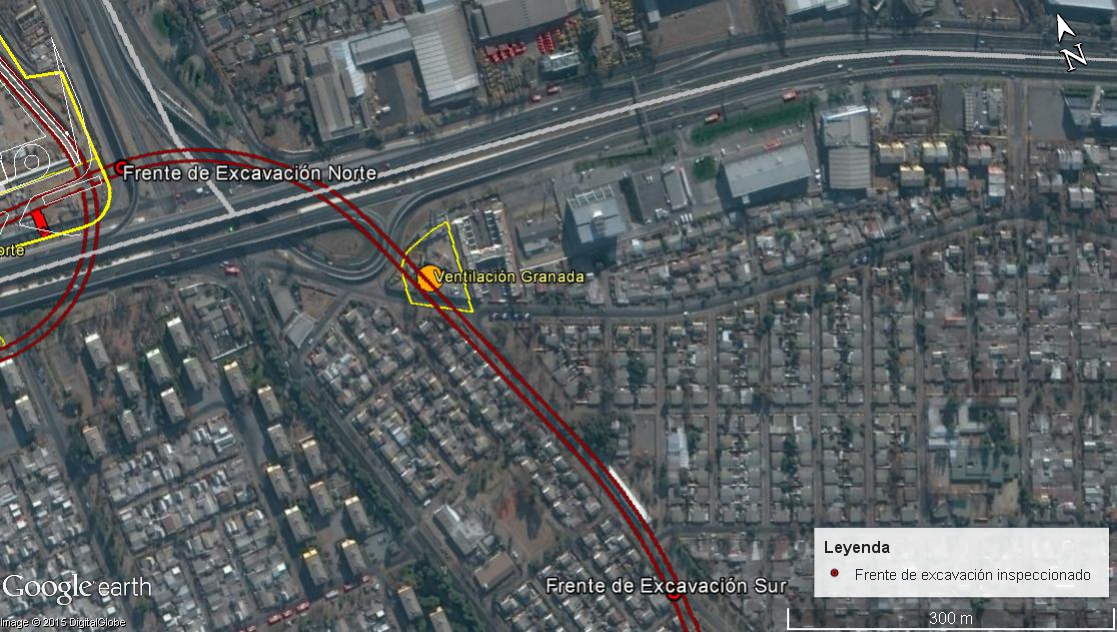 N
Frente de Excavación Norte
orte
Ventilación Granada
Frente de Excavación Sur
Leyenda
Frente de excavación inspeccionado
300 m
Google earth
Image © 2015 DigitalGlobe